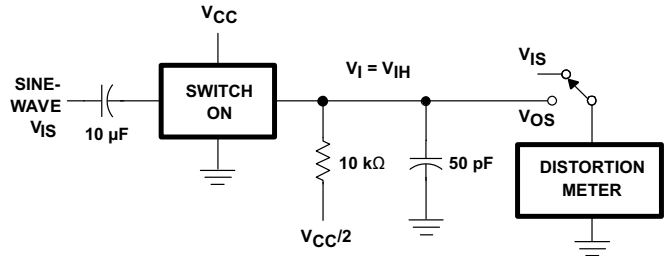 VCC
SINE-
WAVE
VIS
10 µF
SWITCH
ON
VI = VIH
10 kΩ
50 pF
VCC/2
VIS
VOS
DISTORTION
METER